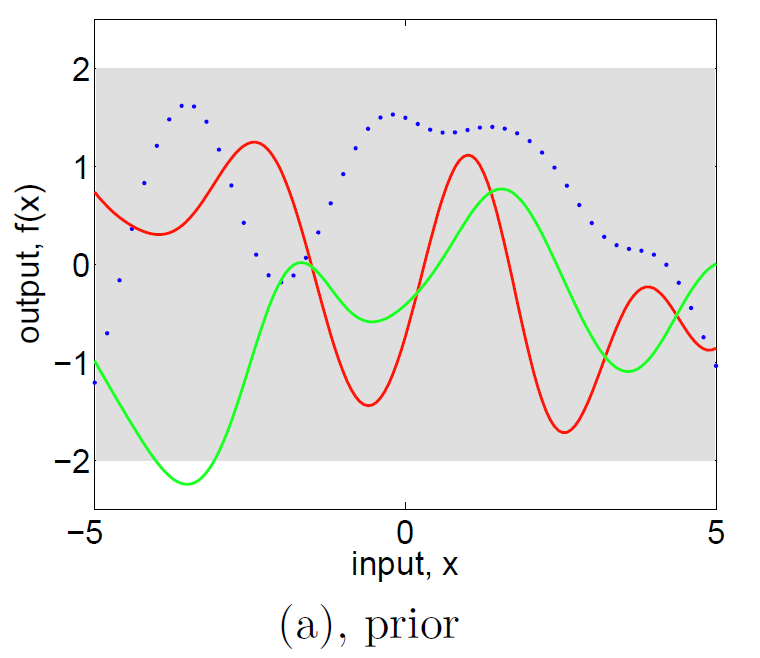 2
1
0
−1
−2
output, f(x)
−5 0 5
input, x
(a), prior